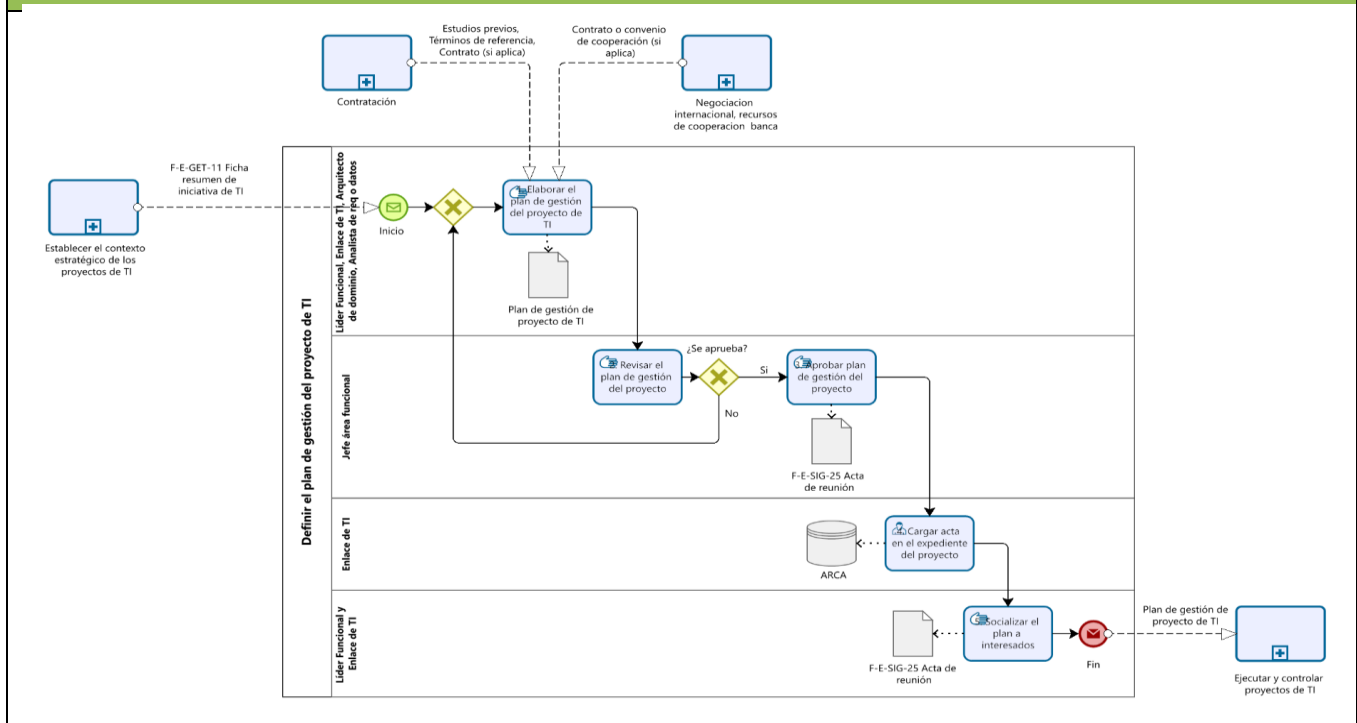 Estudios previos,
Términos de referencia,
Contrato (si aplica)
Contrato o convenio
de cooperación (si
aplica)
Contratación
Negociacion
internacional, recursos
de cooperacion banca
F-E-GET-11 Ficha
resumen de
iniciativa de TI
Establecer el contexto
estratégico de los
proyectos de TI
Definir el plan de gestión del proyecto de TI
Lider Funcional, Enlace de TI, Arquitecto
de dominio, Analista de req o datos
Inicio
Elaborar el
plan de gestión
del proyecto de
TI
Plan de gestión de
proyecto de TI
Jefe área funcional
Revisar el
plan de gestión
del proyecto
¿Se aprueba?
Si
No
Aprobar plan
de gestión del
proyecto
F-E-SIG-25 Acta
de reunión
Enlace de TI
ARCA
Cargar acta
en el expediente
del proyecto
Lider Funcional y
Enlace de TI
F-E-SIG-25 Acta de
reunión
Socializar el
plan a
interesados
Fin
Plan de gestión de
proyecto de TI
Ejecutar y controlar
proyectos de TI